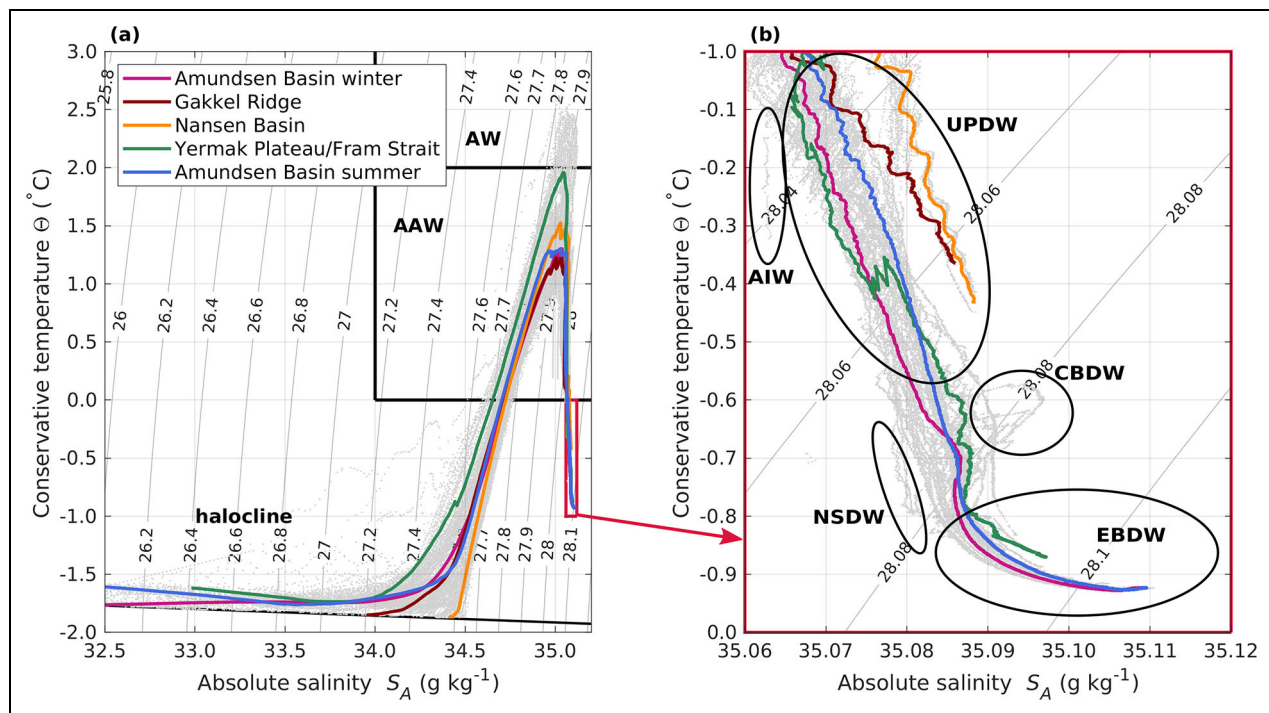 (a)
3.0
2.5
2.0
1.5
1.0
0.5
0.0
-0.5
-1.0
-1.5
-2.0
Conservative temperature Θ (˚C)
32.5 33.0 33.5 34.0 34.5 35.0
Absolute salinity S_A (g kg⁻¹)
Amundsen Basin winter
Gakkel Ridge
Nansen Basin
Yermak Plateau/Fram Strait
Amundsen Basin summer
25.8
27.4 27.6 27.7 27.8 27.9
AW
AAW
26 26.2 26.4 26.6 26.8 27 27.2 27.4 27.6 27.7 28
halocline
26.2 26.4 26.6 26.8 27 27.2 27.4 27.7 27.8 27.9 28 28.1
(b)
-1.0
-0.1
-0.2
-0.3
-0.4
-0.5
-0.6
-0.7
-0.8
-0.9
0.0
Conservative temperature Θ (˚C)
35.06 35.07 35.08 35.08 35.09 35.10 35.11 35.12
Absolute salinity S_A (g kg⁻¹)
UPDW
28.04
28.06
28.08
AIW
28.06
28.08
CBDW
NSDW
28.08
EBDW
28.1